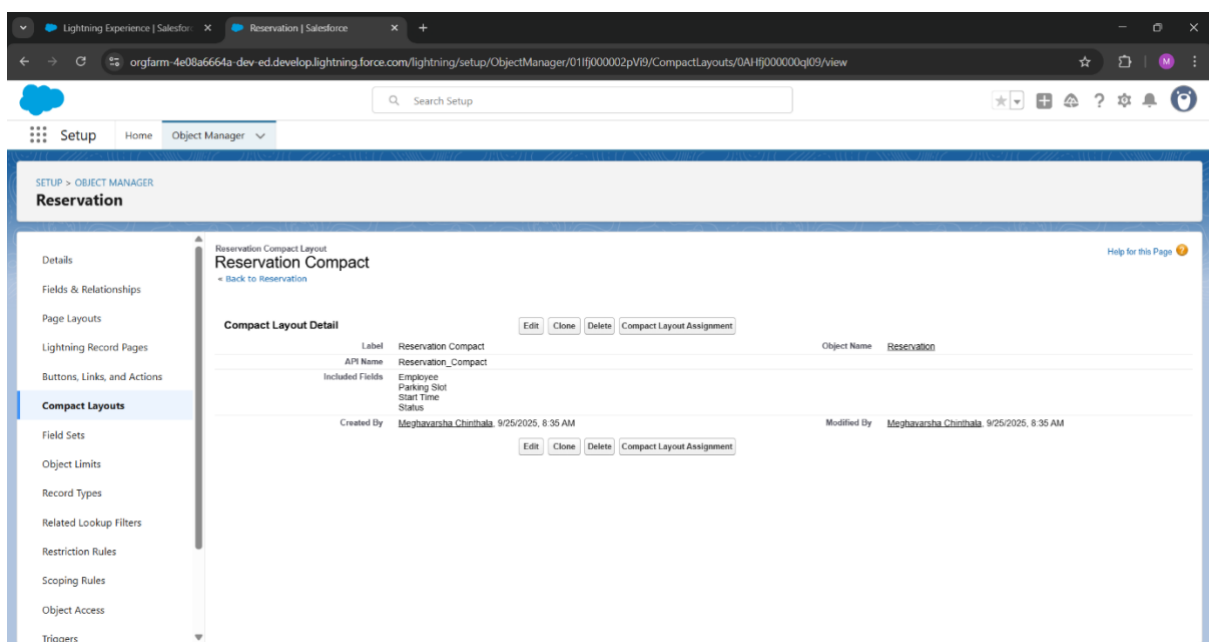 Lightning Experience | Salesforc
Reservation | Salesforce
orgfarm-4e08a6664a-dev-ed.develop.lightning.force.com/lightning/setup/ObjectManager/01Ifj000002pVi9/CompactLayouts/0AHfj000000ql09/view
M
Search Setup
Setup
Home
Object Manager
SETUP > OBJECT MANAGER
Reservation
Details
Fields & Relationships
Page Layouts
Lightning Record Pages
Buttons, Links, and Actions
Compact Layouts
Field Sets
Object Limits
Record Types
Related Lookup Filters
Restriction Rules
Scoping Rules
Object Access
Triggers
Reservation Compact Layout
Reservation Compact
« Back to Reservation
Help for this Page
Compact Layout Detail
Edit Clone Delete Compact Layout Assignment
Label Reservation Compact Object Name Reservation
API Name Reservation_Compact
Included Fields Employee
Parking Slot
Start Time
Status
Created By Meghavarsha Chinthala, 9/25/2025, 8:35 AM Modified By Meghavarsha Chinthala, 9/25/2025, 8:35 AM
Edit Clone Delete Compact Layout Assignment